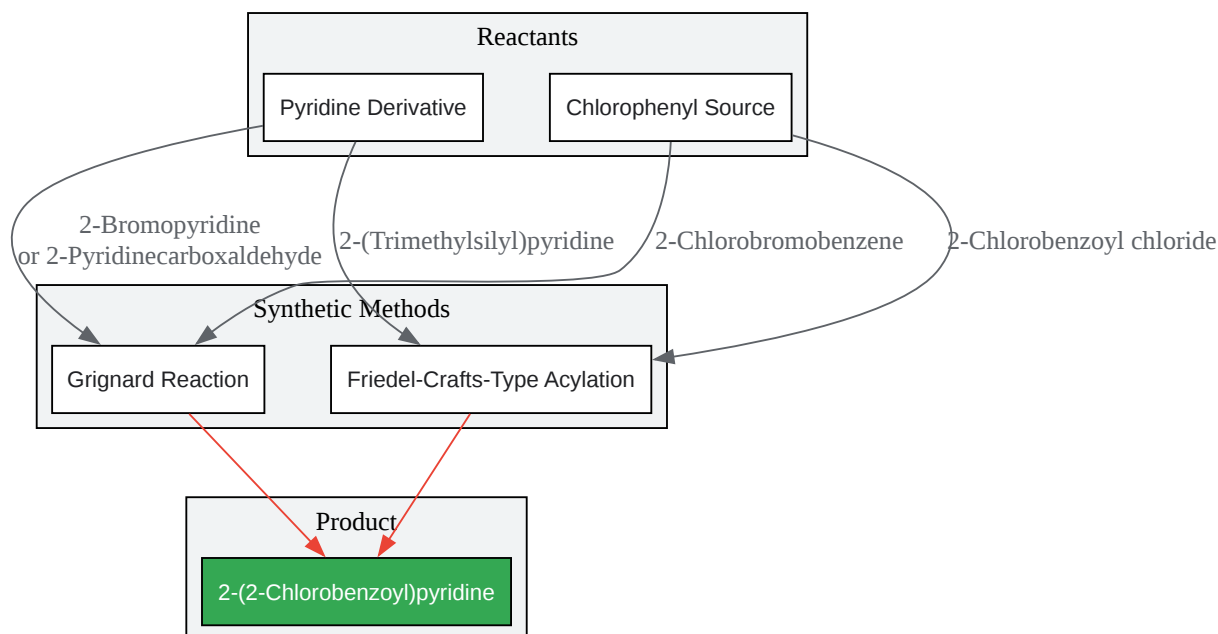 Reactants
Pyridine Derivative
Chlorophenyl Source
2-Bromopyridine
or 2-Pyridinecarboxaldehyde
2-(Trimethylsilyl)pyridine
2-Chlorobromobenzene
2-Chlorobenzoyl chloride
Synthetic Methods
Grignard Reaction
Friedel-Crafts-Type Acylation
Product
2-(2-Chlorobenzoyl)pyridine